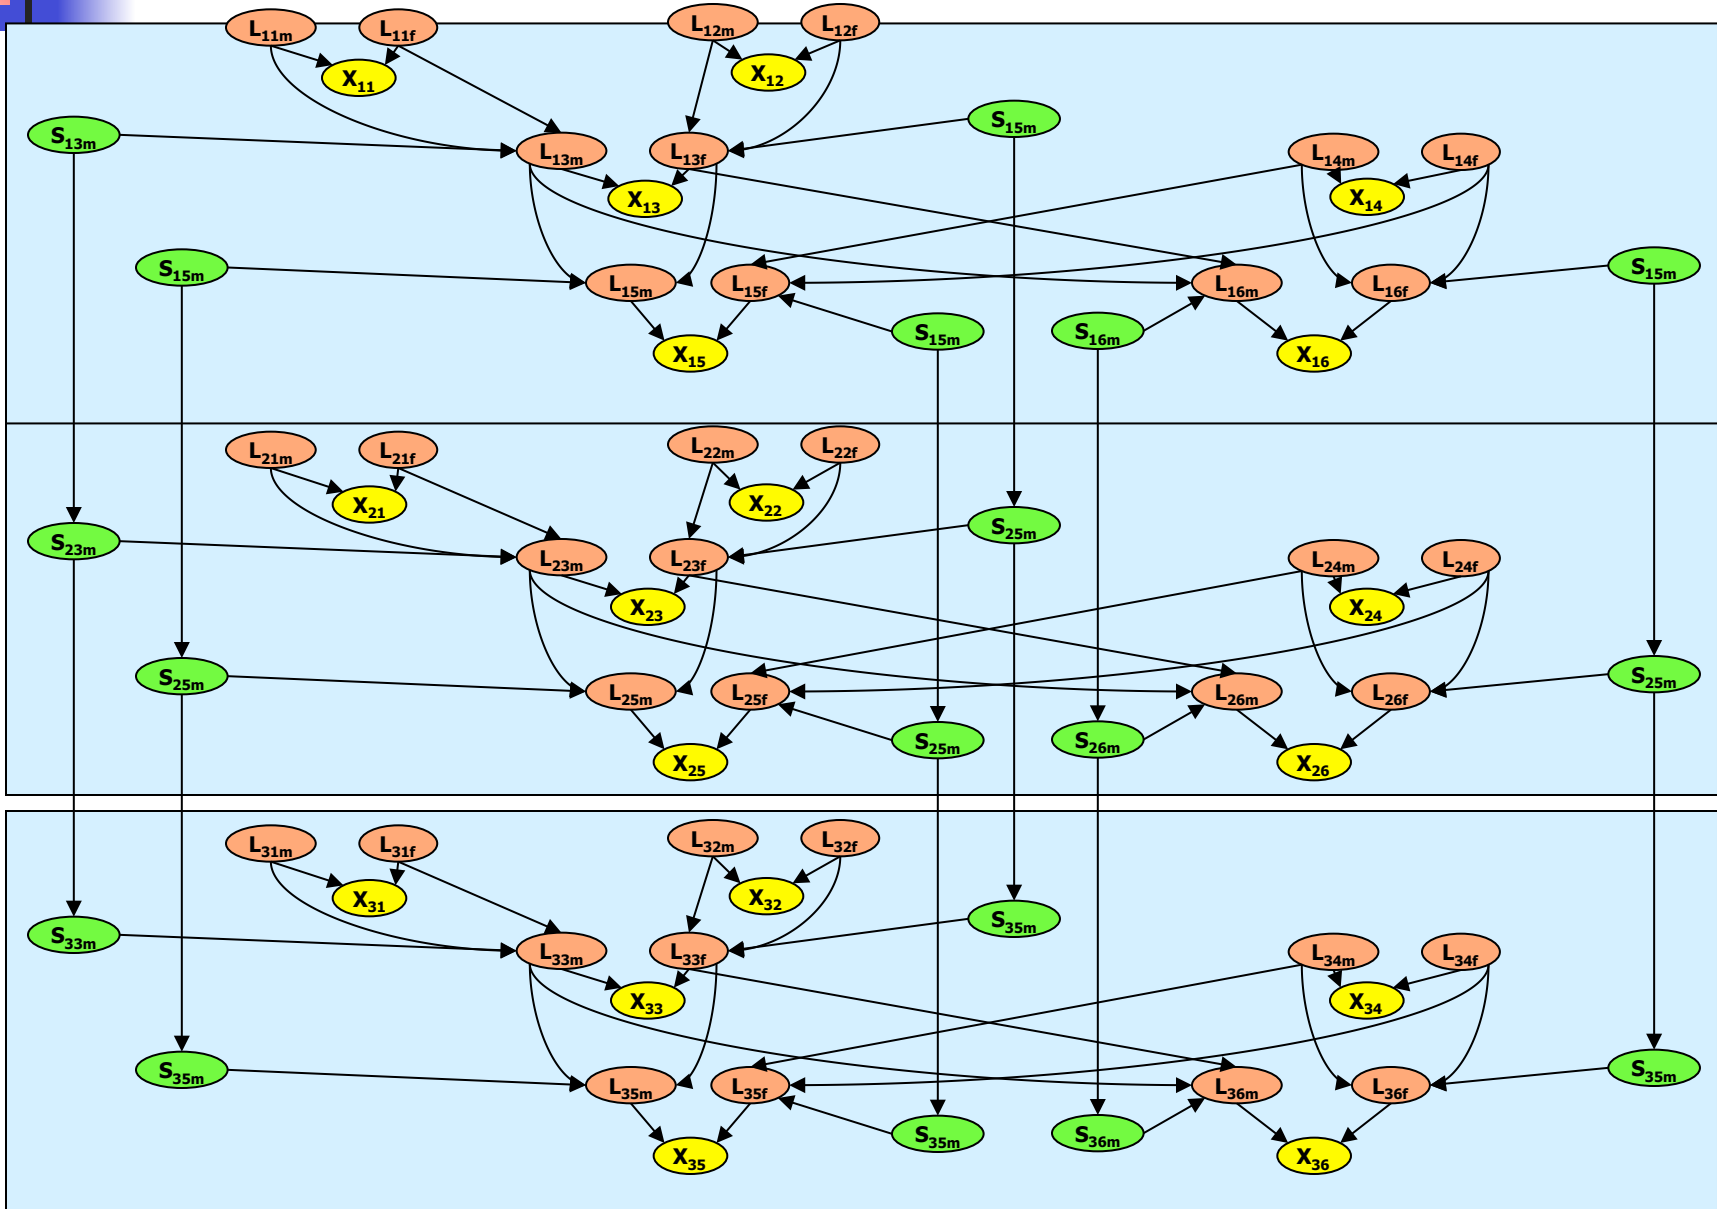 L11m L11f L12m L12f
X11 X12
S13m S15m
L13m L13f L14m L14f
X13 X14
S15m S15m
L15m L15f L16m L16f
S15m S16m
X15 X16
L21m L21f L22m L22f
X21 X22
S23m S25m
L23m L23f L24m L24f
X23 X24
S25m S25m
L25m L25f L26m L26f
S25m S26m
X25 X26
L31m L31f L32m L32f
X31 X32
S33m S35m
L33m L33f L34m L34f
X33 X34
S35m S35m
L35m L35f L36m L36f
S35m S36m
X35 X36